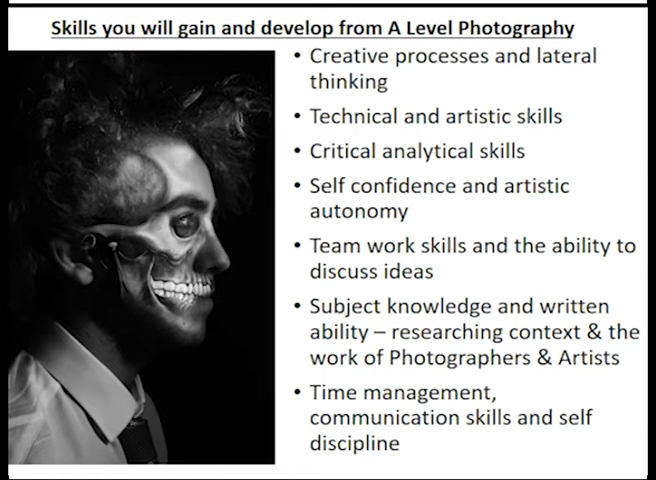 Skills you will gain and develop from A Level Photography
• Creative processes and lateral
thinking
• Technical and artistic skills
• Critical analytical skills
• Self confidence and artistic
autonomy
• Team work skills and the ability to
discuss ideas
• Subject knowledge and written
ability – researching context & the
work of Photographers & Artists
• Time management,
communication skills and self
discipline